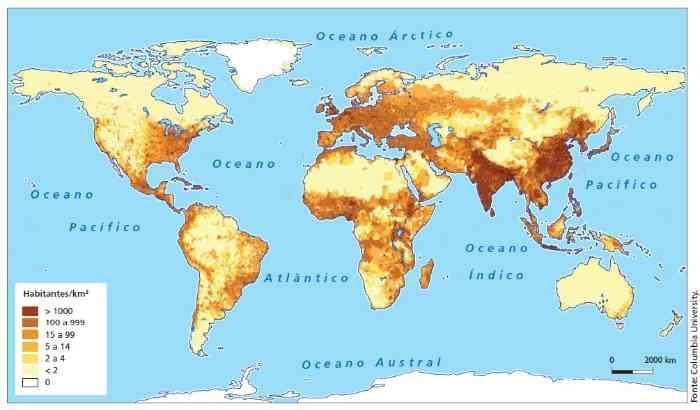 Oceano Árctico
Oceano
Oceano
Pacífico
Oceano
Pacífico
Atlântico
Oceano
Índico
Oceano Austral
Habitantes/km²
> 1000
100 a 999
15 a 99
5 a 14
2 a 4
< 2
0
0 2000 km
Fonte: Columbia University.